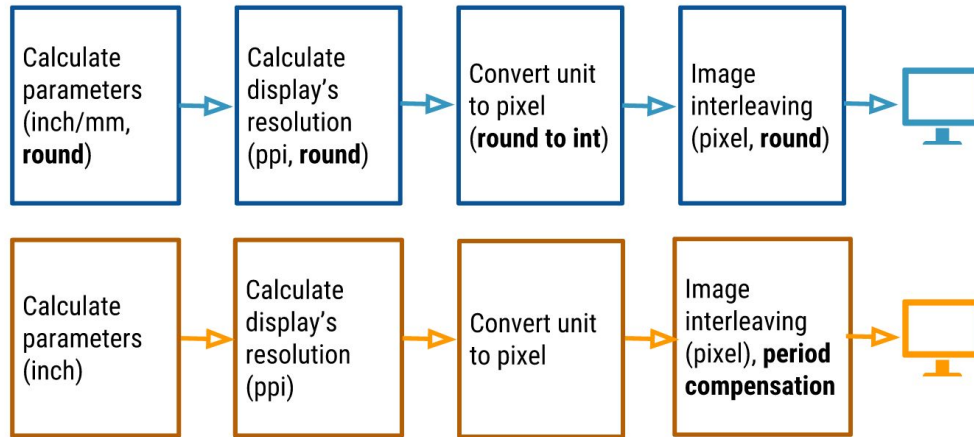 Calculate
parameters
(inch/mm,
round)
Calculate
display's
resolution
(ppi, round)
Convert unit
to pixel
(round to int)
Image
interleaving
(pixel, round)
Calculate
parameters
(inch)
Calculate
display's
resolution
(ppi)
Convert unit
to pixel
Image
interleaving
(pixel), period
compensation